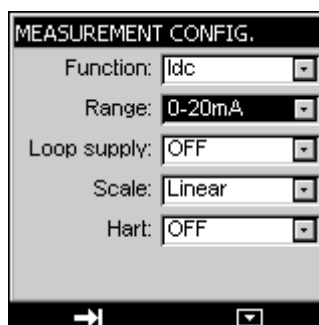 MEASUREMENT CONFIG.
Function: Idc
Range: 0-20mA
Loop supply: OFF
Scale: Linear
Hart: OFF